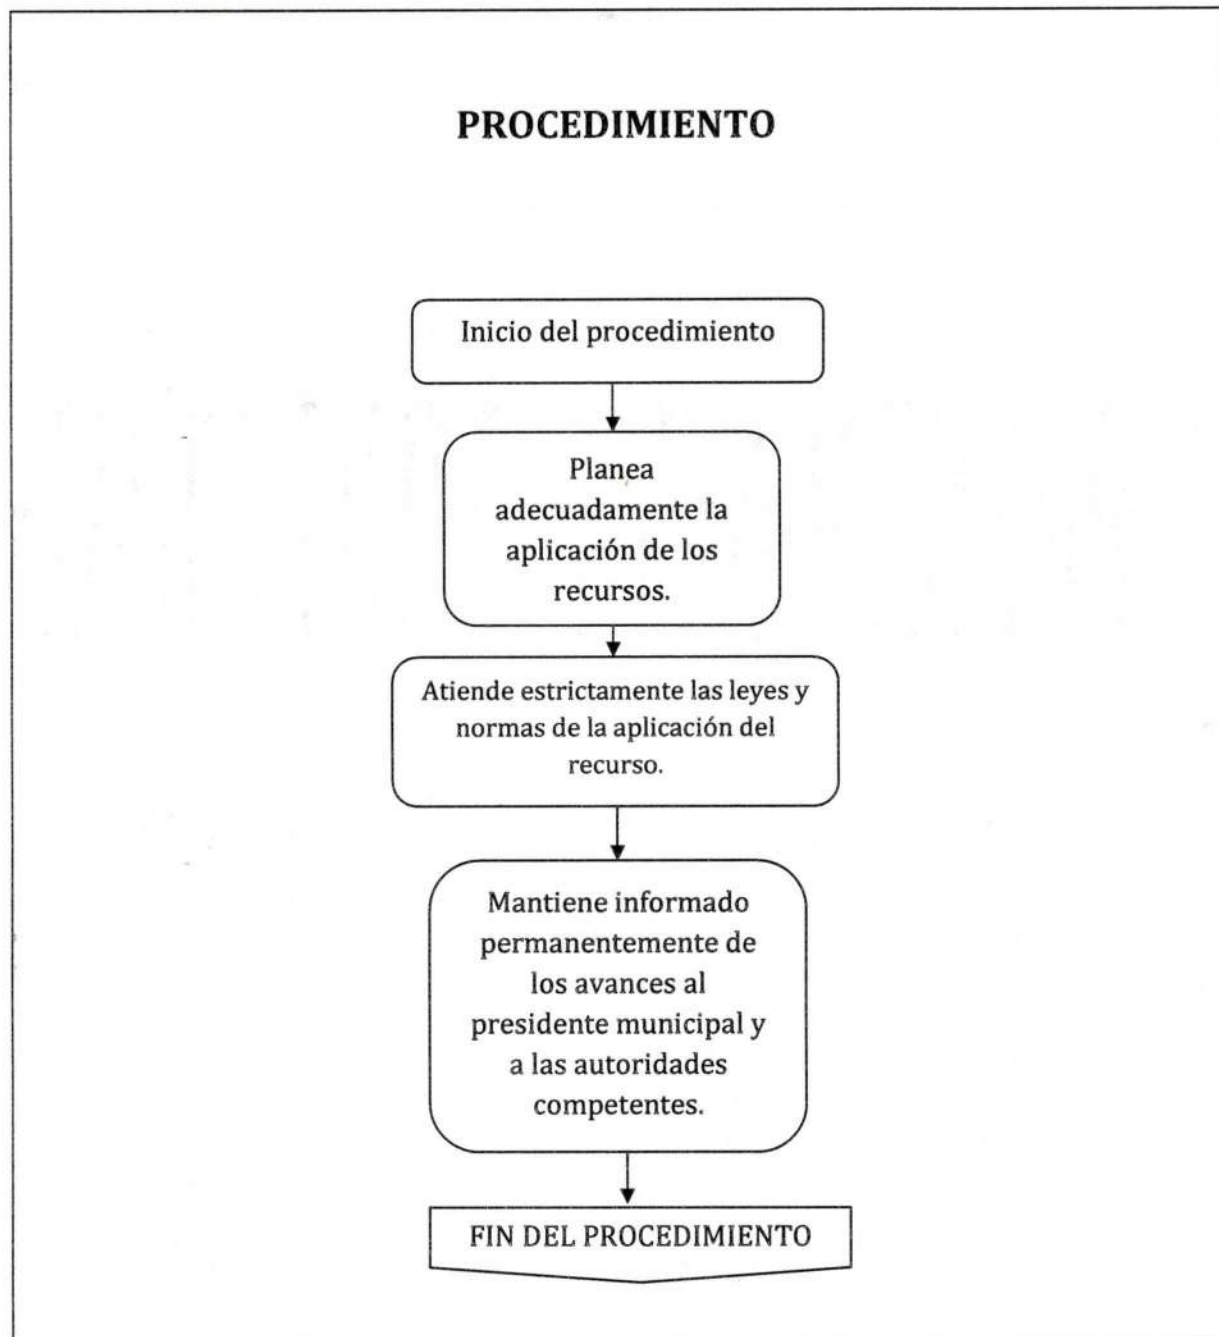 PROCEDIMIENTO
Inicio del procedimiento
Planea
adecuadamente la
aplicación de los
recursos.
Atiende estrictamente las leyes y
normas de la aplicación del
recurso.
Mantiene informado
permanentemente de
los avances al
presidente municipal y
a las autoridades
competentes.
FIN DEL PROCEDIMIENTO